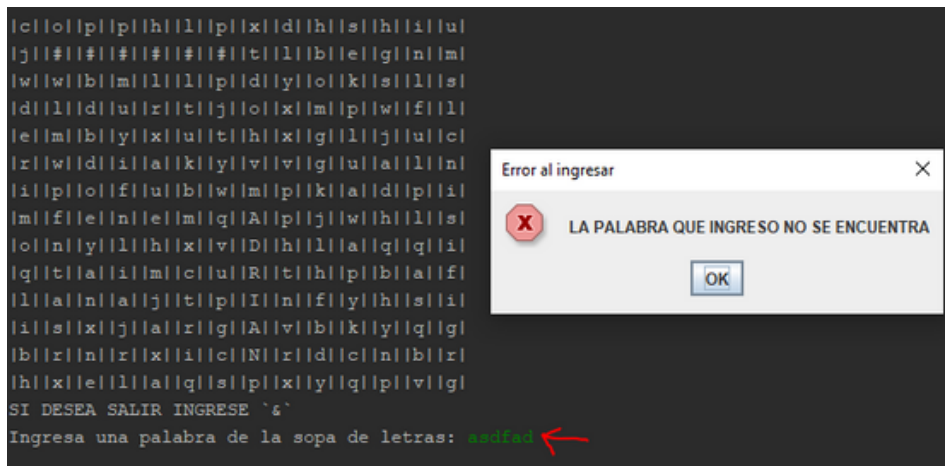 |c||o||p||p||h||l||p||x||d||h||s||h||i||u|
|j||#||#||#||#||#||#||t||l||b||e||g||n||m|
|w||w||b||m||l||l||p||d||y||o||k||s||l||s|
|d||l||d||u||r||t||j||o||x||m||p||w||f||l|
|e||m||b||y||x||u||t||h||x||g||l||j||u||c|
|r||w||d||i||a||k||y||v||v||g||u||a||l||n|
|i||p||o||f||u||b||w||m||p||k||a||d||p||i|
|m||f||e||n||e||m||q||A||p||j||w||h||l||s|
|o||n||y||l||h||x||v||D||h||l||a||q||q||i|
|q||t||a||i||m||c||u||R||t||h||p||b||a||f|
|l||a||n||a||j||t||p||I||n||f||y||h||s||i|
|i||s||x||j||a||r||g||A||v||b||k||y||q||g|
|b||r||n||r||x||i||c||N||r||d||c||n||b||r|
|h||x||e||l||a||q||s||p||x||y||q||p||v||g|
SI DESEA SALIR INGRESE `&`
Ingresa una palabra de la sopa de letras: asdfad
Error al ingresar
LA PALABRA QUE INGRESO NO SE ENCUENTRA
OK